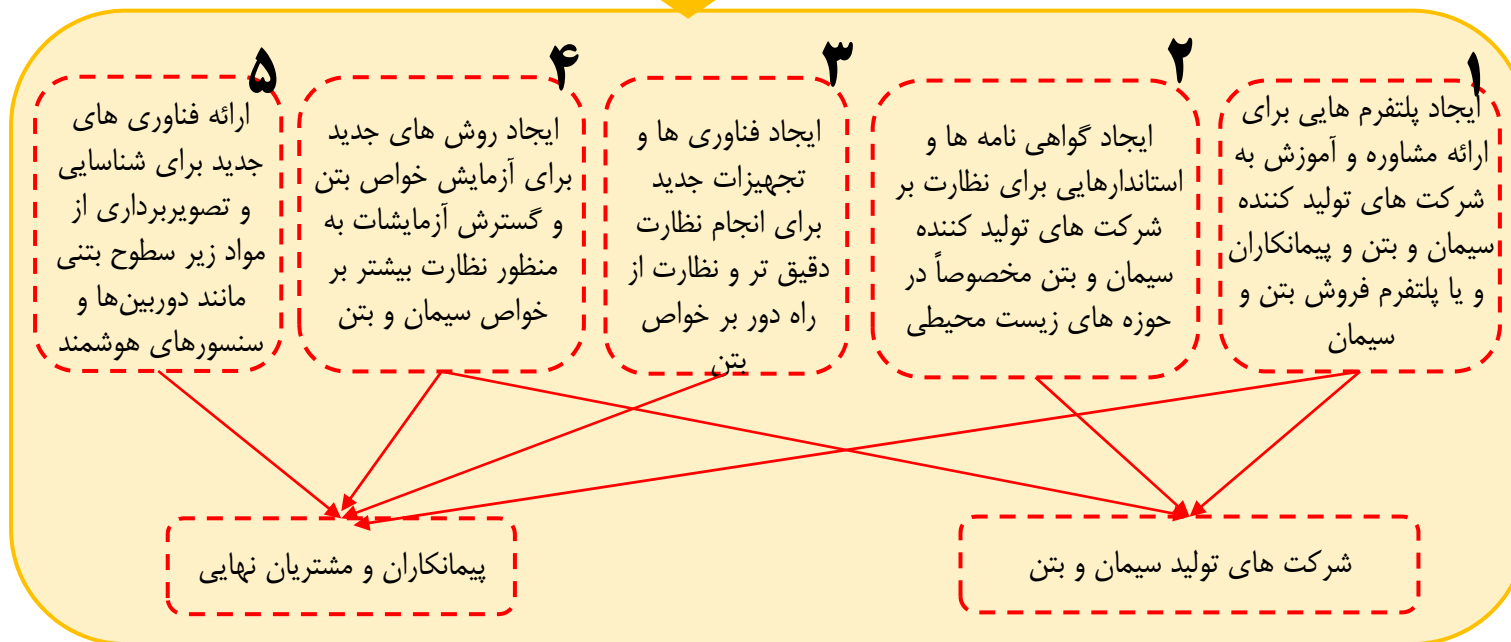 ۱
ایجاد پلتفرم هایی برای
ارائه مشاوره و آموزش به
شرکت های تولید کننده
سیمان و بتن و پیمانکاران
و یا پلتفرم فروش بتن و
سیمان
۲
ایجاد گواهی نامه ها و
استاندارهایی برای نظارت بر
شرکت های تولید کننده
سیمان و بتن مخصوصاً در
حوزه های زیست محیطی
۳
ایجاد فناوری ها و
تجهیزات جدید
برای انجام نظارت
دقیق تر و نظارت از
راه دور بر خواص
بتن
۴
ایجاد روش های جدید
برای آزمایش خواص بتن
و گسترش آزمایشات به
منظور نظارت بیشتر بر
خواص سیمان و بتن
۵
ارائه فناوری های
جدید برای شناسایی
و تصویربرداری از
مواد زیر سطوح بتنی
مانند دوربین‌ها و
سنسورهای هوشمند
شرکت های تولید سیمان و بتن
پیمانکاران و مشتریان نهایی